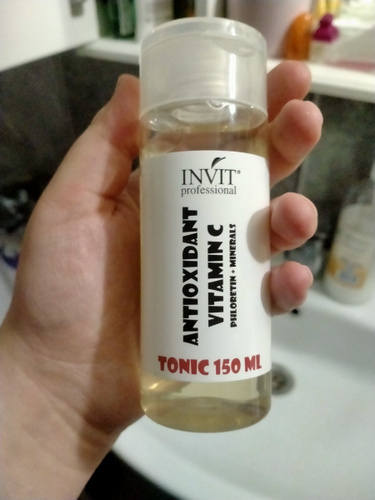 INVIT®
professional
ANTIOXIDANT
VITAMIN C
PHLORETIN + MINERALS
TONIC 150 ML